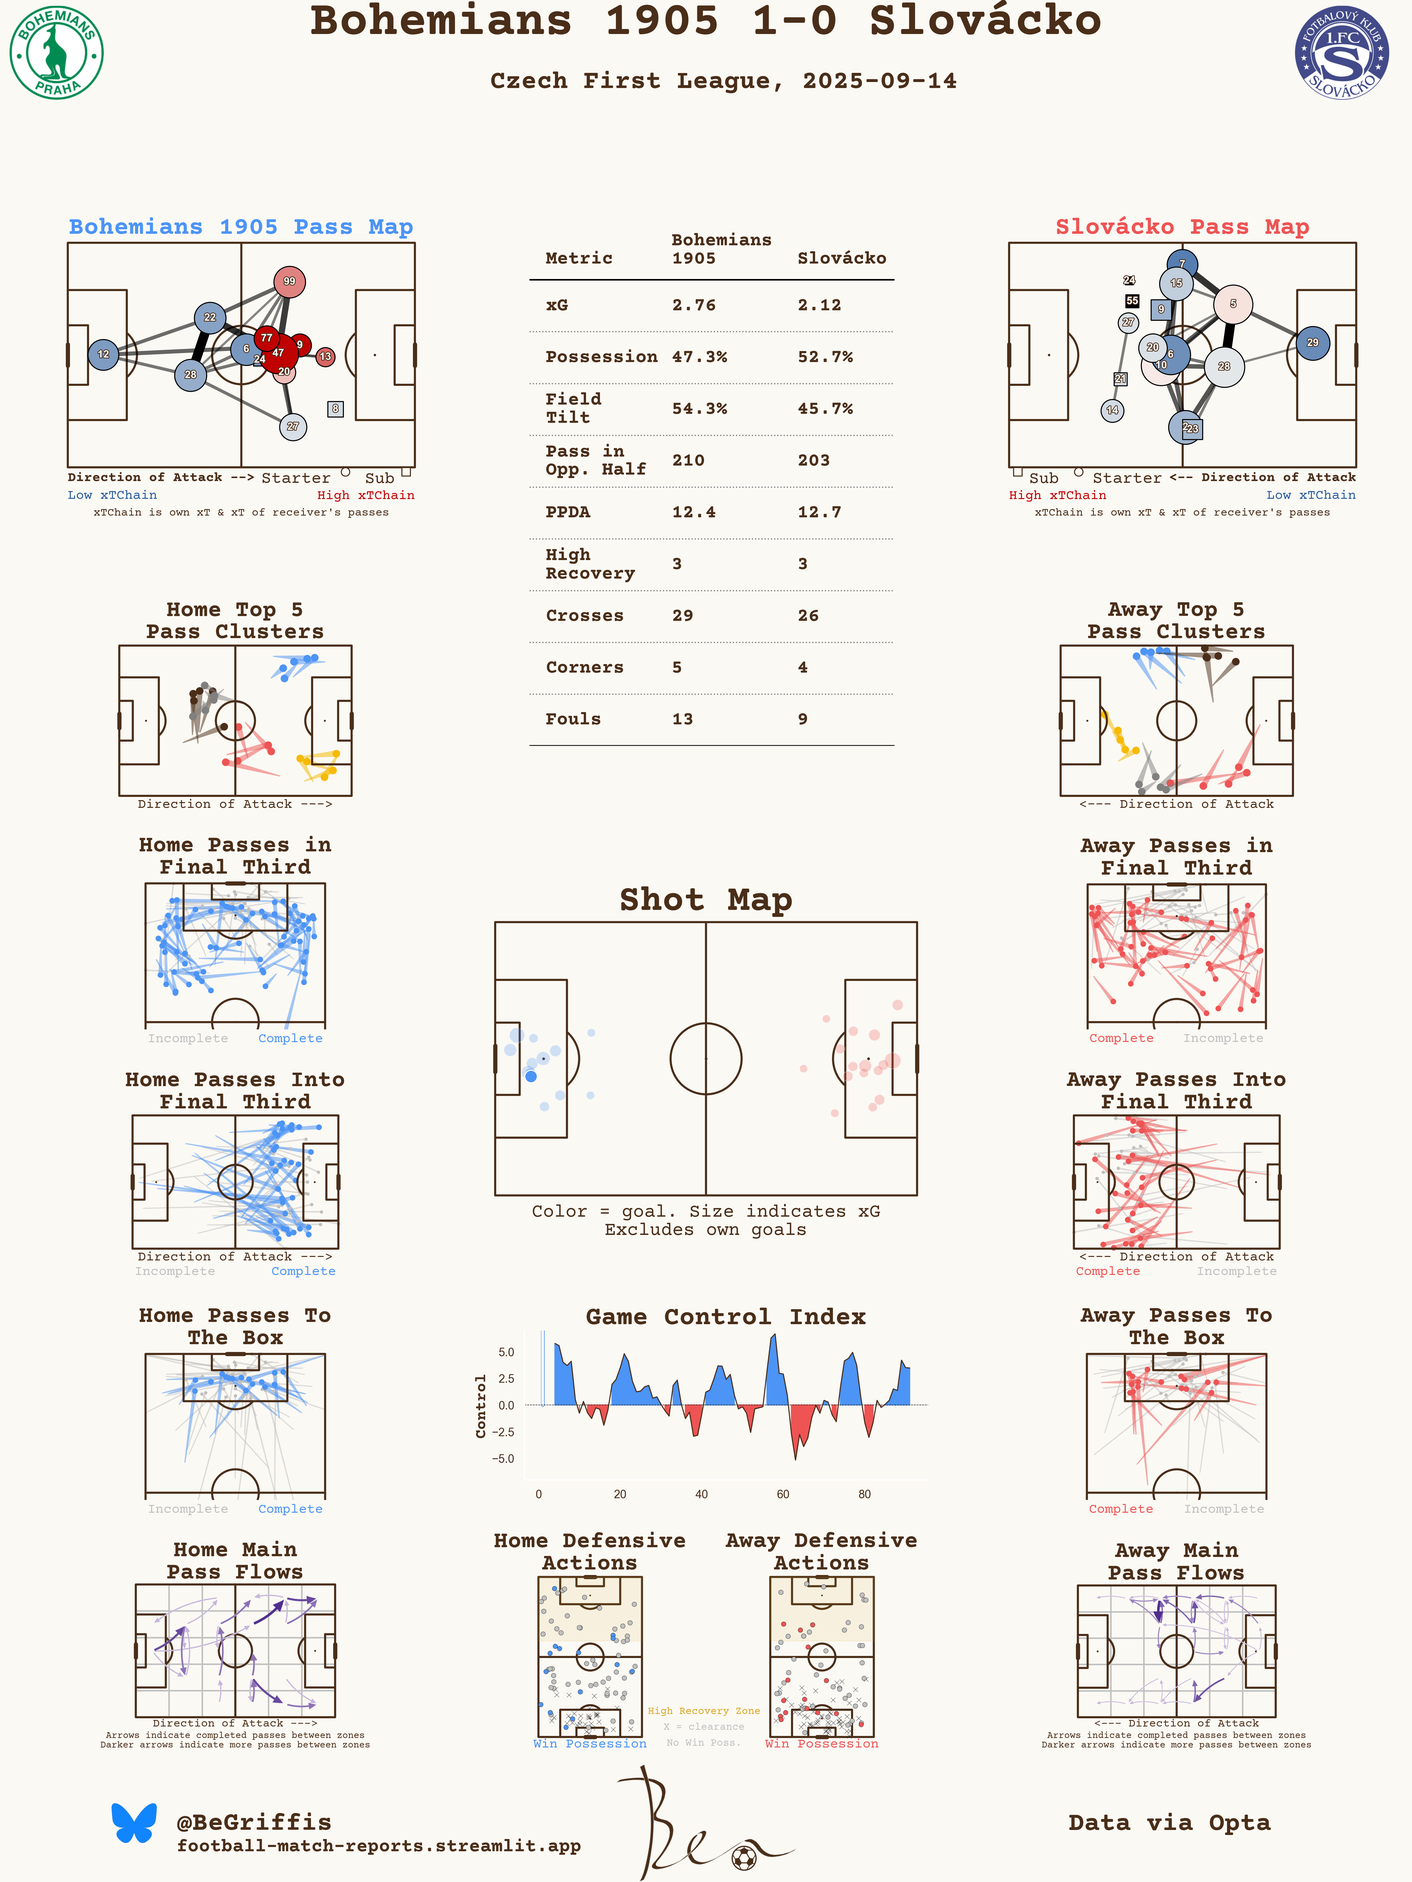 Bohemians 1905 1-0 Slovácko
Czech First League, 2025-09-14
BOHEMIANS
PRAHA
FOTBALOVÝ KLUB
1.FC
S
SLOVÁCKO
Bohemians 1905 Pass Map
99
22
77
6
9
12
24
47
13
28
20
8
27
Direction of Attack --> Starter Sub
Low xTChain High xTChain
xTChain is own xT & xT of receiver's passes
Metric Bohemians 1905 Slovácko
xG 2.76 2.12
Possession 47.3% 52.7%
Field Tilt 54.3% 45.7%
Pass in Opp. Half 210 203
PPDA 12.4 12.7
High Recovery 3 3
Crosses 29 26
Corners 5 4
Fouls 13 9
Slovácko Pass Map
7
24
15
55
9
5
27
20
6
29
10
28
21
14
23
Sub Starter <-- Direction of Attack
High xTChain Low xTChain
xTChain is own xT & xT of receiver's passes
Home Top 5
Pass Clusters
Direction of Attack --->
Away Top 5
Pass Clusters
<--- Direction of Attack
Home Passes in
Final Third
Incomplete Complete
Away Passes in
Final Third
Complete Incomplete
Shot Map
Color = goal. Size indicates xG
Excludes own goals
Home Passes Into
Final Third
Direction of Attack --->
Incomplete Complete
Away Passes Into
Final Third
<--- Direction of Attack
Complete Incomplete
Home Passes To
The Box
Incomplete Complete
Game Control Index
Control
5.0
2.5
0.0
−2.5
−5.0
0 20 40 60 80
Away Passes To
The Box
Complete Incomplete
Home Main
Pass Flows
Direction of Attack --->
Arrows indicate completed passes between zones
Darker arrows indicate more passes between zones
Home Defensive
Actions
Win Possession
High Recovery Zone
X = clearance
No Win Poss.
Away Defensive
Actions
Win Possession
Away Main
Pass Flows
<--- Direction of Attack
Arrows indicate completed passes between zones
Darker arrows indicate more passes between zones
@BeGriffis
football-match-reports.streamlit.app
Ben
Data via Opta